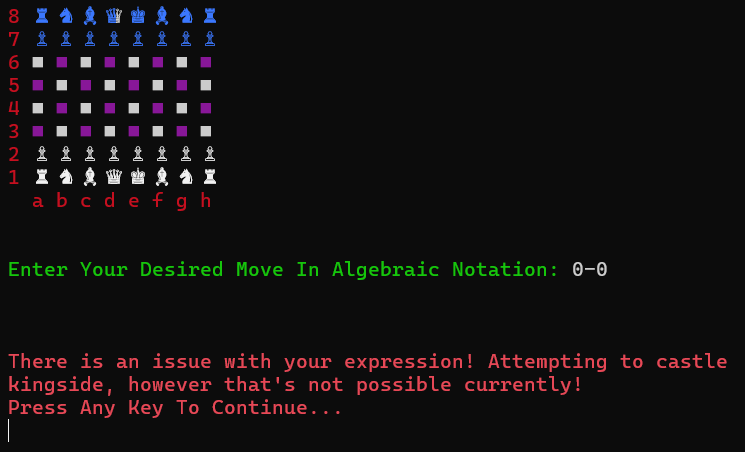 8 ♜ ♞ ♝ ♛ ♚ ♝ ♞ ♜
7 ♙ ♙ ♙ ♙ ♙ ♙ ♙ ♙
6 ■ ■ ■ ■ ■ ■ ■ ■
5 ■ ■ ■ ■ ■ ■ ■ ■
4 ■ ■ ■ ■ ■ ■ ■ ■
3 ■ ■ ■ ■ ■ ■ ■ ■
2 ♙ ♙ ♙ ♙ ♙ ♙ ♙ ♙
1 ♜ ♞ ♝ ♛ ♚ ♝ ♞ ♜
a b c d e f g h
Enter Your Desired Move In Algebraic Notation: 0-0
There is an issue with your expression! Attempting to castle
kingside, however that's not possible currently!
Press Any Key To Continue...